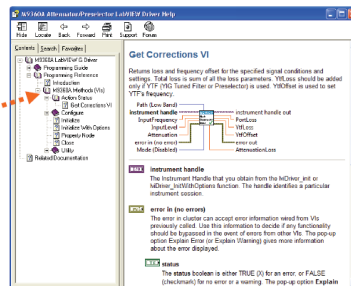 M9360A Attenuator/Preselector LabVIEW Driver Help
Hide Locate Back Forward Print Support Forum
Contents Search Favorites
M9360A LabVIEW G Driver
Programming Guide
Programming Reference
M9360A Methods (VIs)
Action Status
Get Corrections VI
Configure
Initialize
Initialize With Options
Property Node
Close
Utility
Related Documentation
Get Corrections VI
Returns loss and frequency offset for the specified signal conditions and
settings. Total loss is sum of all the loss parameters. YtfLoss should be added
only if YTF (YIG Tuned Filter or Preselector) is used. YtfOffset is used to set
YTF's frequency.
Path (Low Band)
instrument handle
InputFrequency
InputLevel
Attenuation
error in (no error)
Mode (Disabled)
instrument handle out
PortLoss
YtfLoss
YtfOffset
error out
AttenuationLoss
instrument handle
The Instrument Handle that you obtain from the IviDriver_init or
IviDriver_InitWithOptions function. The handle identifies a particular
instrument session.
error in (no errors)
The error in cluster can accept error information wired from VIs
previously called. Use this information to decide if any functionality
should be bypassed in the event of errors from other VIs. The pop-up
option Explain Error (or Explain Warning) gives more information
about the error displayed.
status
The status boolean is either TRUE (X) for an error, or FALSE
(checkmark) for no error or a warning. The pop-up option Explain